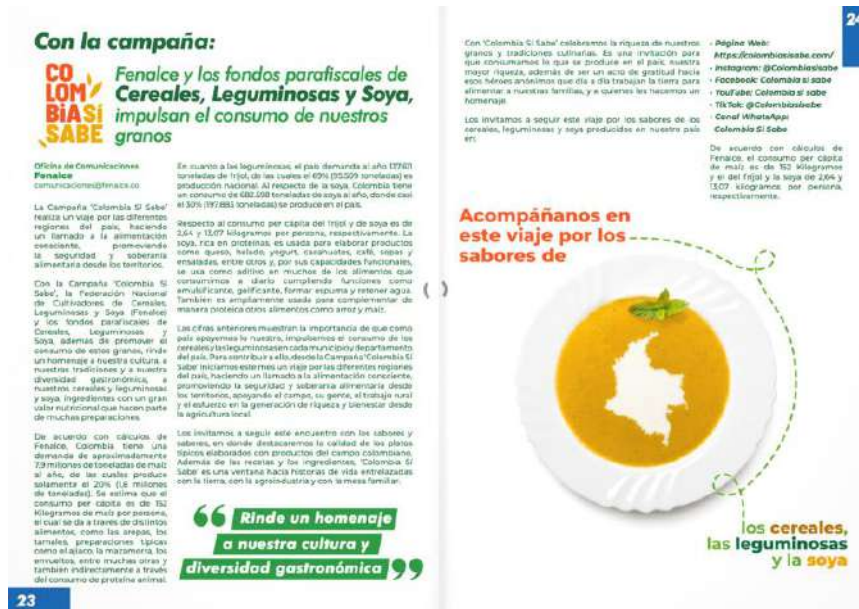 Con la campaña:
COLOMBIA SÍ SABE
Fenalce y los fondos parafiscales de
Cereales, Leguminosas y Soya,
impulsan el consumo de nuestros
granos
Oficina de Comunicaciones
Fenalce
comunicaciones@fenalce.co
La Campaña 'Colombia Sí Sabe'
realiza un viaje por las diferentes
regiones del país, haciendo
un llamado a la alimentación
consciente, promoviendo
la seguridad y soberanía
alimentaria desde los territorios.
Con la Campaña 'Colombia Sí
Sabe', la Federación Nacional
de Cultivadores de Cereales,
Leguminosas y Soya (Fenalce)
y los fondos parafiscales de
Cereales, Leguminosas y
Soya, además de promover el
consumo de estos granos, rinde
un homenaje a nuestra cultura, a
nuestras tradiciones y a nuestra
diversidad gastronómica, a
nuestros cereales y leguminosas
y soya, ingredientes con un gran
valor nutricional que hacen parte
de muchas preparaciones.
De acuerdo con cálculos de
Fenalce, Colombia tiene una
demanda de aproximadamente
7,9 millones de toneladas de maíz
al año, de las cuales produce
solamente el 20% (1,6 millones
de toneladas). Se estima que el
consumo per cápita es de 152
Kilogramos de maíz por persona,
el cual se da a través de distintos
alimentos, como las arepas, los
tamales, preparaciones típicas
como el ajiaco, la mazamorra, los
envueltos, entre muchas otras y
también indirectamente a través
del consumo de proteína animal.
En cuanto a las leguminosas, el país demanda al año
toneladas de frijol, de las cuales el 69% toneladas) es
producción nacional. Al respecto de la soya, Colombia tiene
un consumo de toneladas de soya al año, donde casi
el 30% toneladas) se produce en el país.
Respecto al consumo per cápita del frijol y de soya es de
2,64 y 13,07 kilogramos por persona, respectivamente. La
soya, rica en proteínas, es usada para elaborar productos
como queso, helado, yogurt, cacahuates, café, sopas y
ensaladas, entre otros y, por sus capacidades funcionales,
se usa como aditivo en muchos de los alimentos que
consumimos a diario cumpliendo funciones como
emulsificante, gelificante, formar espuma y retener agua.
También es ampliamente usada para complementar de
manera proteica otros alimentos como arroz y maíz.
Las cifras anteriores muestran la importancia de que como
país apoyemos lo nuestro, impulsemos el consumo de los
cereales y las leguminosas en cada municipio y departamento
del país. Para contribuir a ello, desde la Campaña 'Colombia Sí
Sabe' iniciamos este mes un viaje por las diferentes regiones
del país, haciendo un llamado a la alimentación consciente,
promoviendo la seguridad y soberanía alimentaria desde
los territorios, apoyando el campo, su gente, el trabajo rural
y el esfuerzo en la generación de riqueza y bienestar desde
la agricultura local.
Los invitamos a seguir este encuentro con los sabores y
saberes, en donde destacaremos la calidad de los platos
típicos elaborados con productos del campo colombiano.
Además de las recetas y los ingredientes, 'Colombia Sí
Sabe' es una ventana hacia historias de vida entrelazadas
con la tierra, con la agroindustria y con la mesa familiar.
“ Rinde un homenaje
a nuestra cultura y
diversidad gastronómica ”
23
24
Con 'Colombia Sí Sabe' celebramos la riqueza de nuestros
granos y tradiciones culinarias. Es una invitación para
que consumamos lo que se produce en el país, nuestra
mayor riqueza, además de ser un acto de gratitud hacia
esos héroes anónimos que día a día trabajan la tierra para
alimentar a nuestras familias, y a quienes les hacemos un
homenaje.
Los invitamos a seguir este viaje por los sabores de los
cereales, leguminosas y soya producidos en nuestro país
en:
- Página Web:
https://colombiasisabe.com/
- Instagram: @Colombiasisabe
- Facebook: Colombia sí sabe
- YouTube: Colombia sí sabe
- TikTok: @Colombiasisabe
- Canal WhatsApp:
Colombia Sí Sabe
De acuerdo con cálculos de
Fenalce, el consumo per cápita
de maíz es de 152 Kilogramos
y el del frijol y la soya de 2,64 y
13,07 kilogramos por persona,
respectivamente.
Acompáñanos en
este viaje por los
sabores de
los cereales,
las leguminosas
y la soya